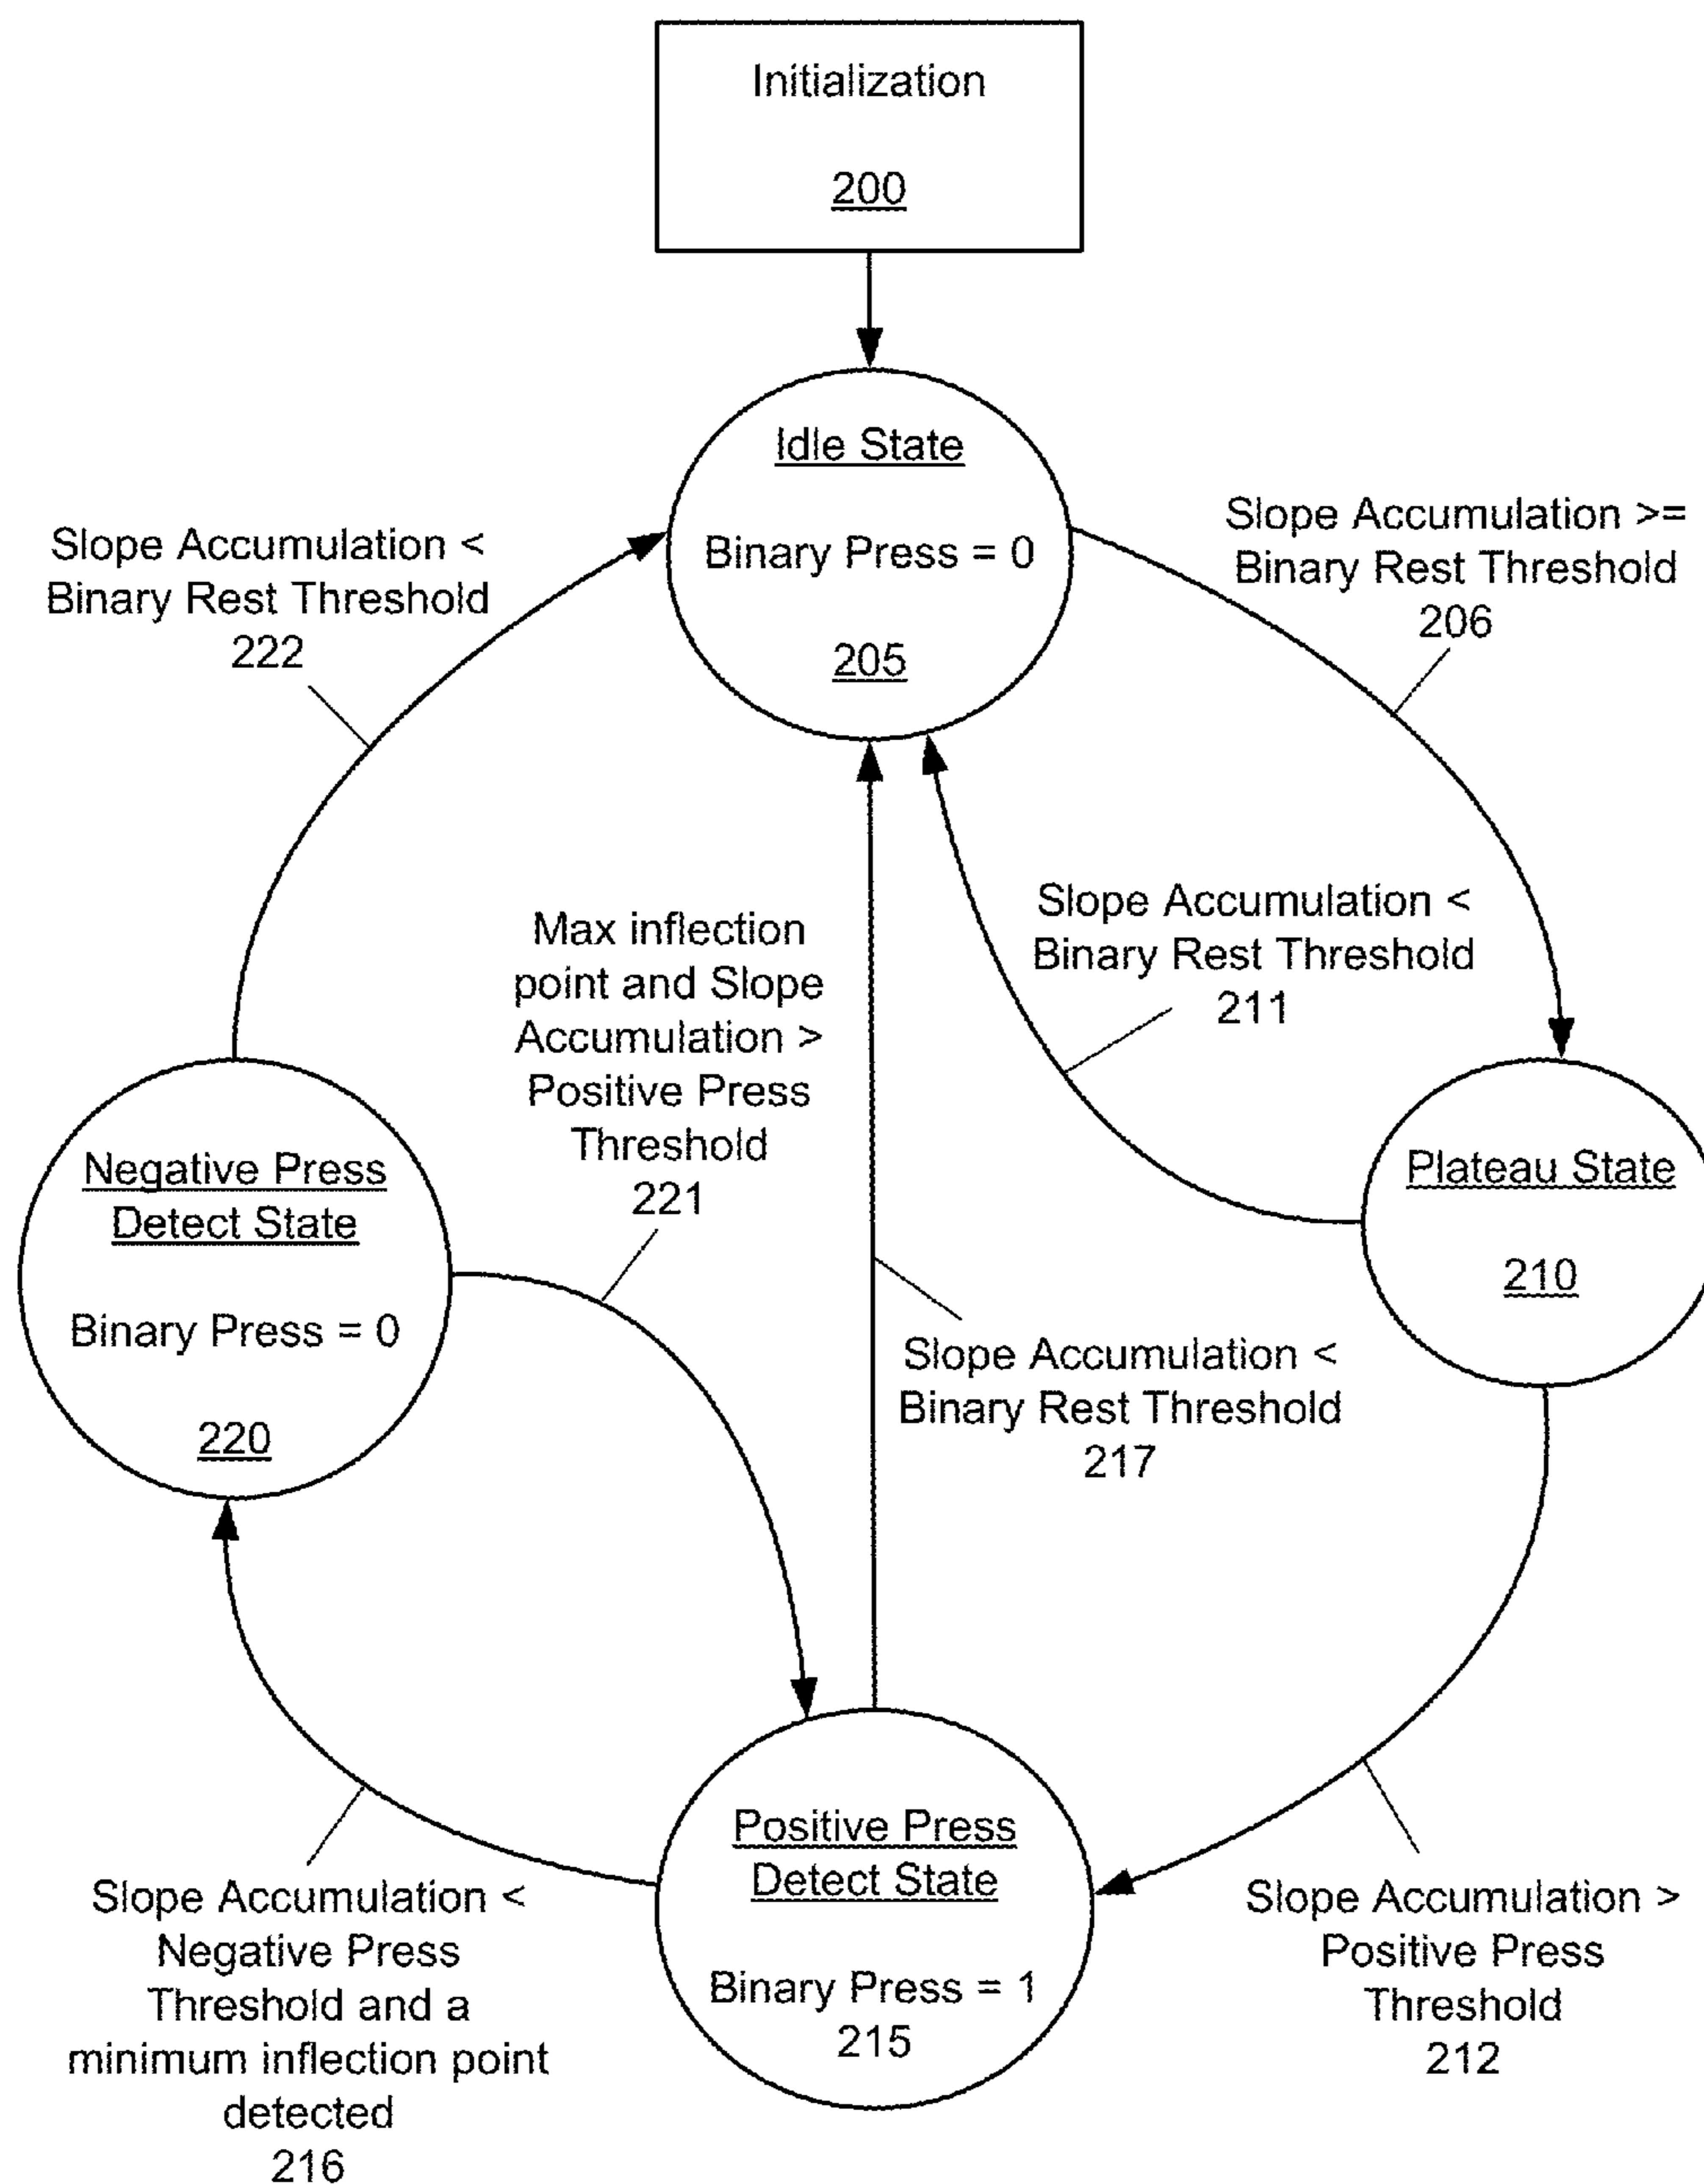 Initialization
200
Idle State
Binary Press = 0
205
Slope Accumulation <
Binary Rest Threshold
222
Slope Accumulation >=
Binary Rest Threshold
206
Max inflection
point and Slope
Accumulation >
Positive Press
Threshold
221
Slope Accumulation <
Binary Rest Threshold
211
Negative Press
Detect State
Binary Press = 0
220
Plateau State
210
Slope Accumulation <
Binary Rest Threshold
217
Positive Press
Detect State
Binary Press = 1
215
Slope Accumulation <
Negative Press
Threshold and a
minimum inflection point
detected
216
Slope Accumulation >
Positive Press
Threshold
212